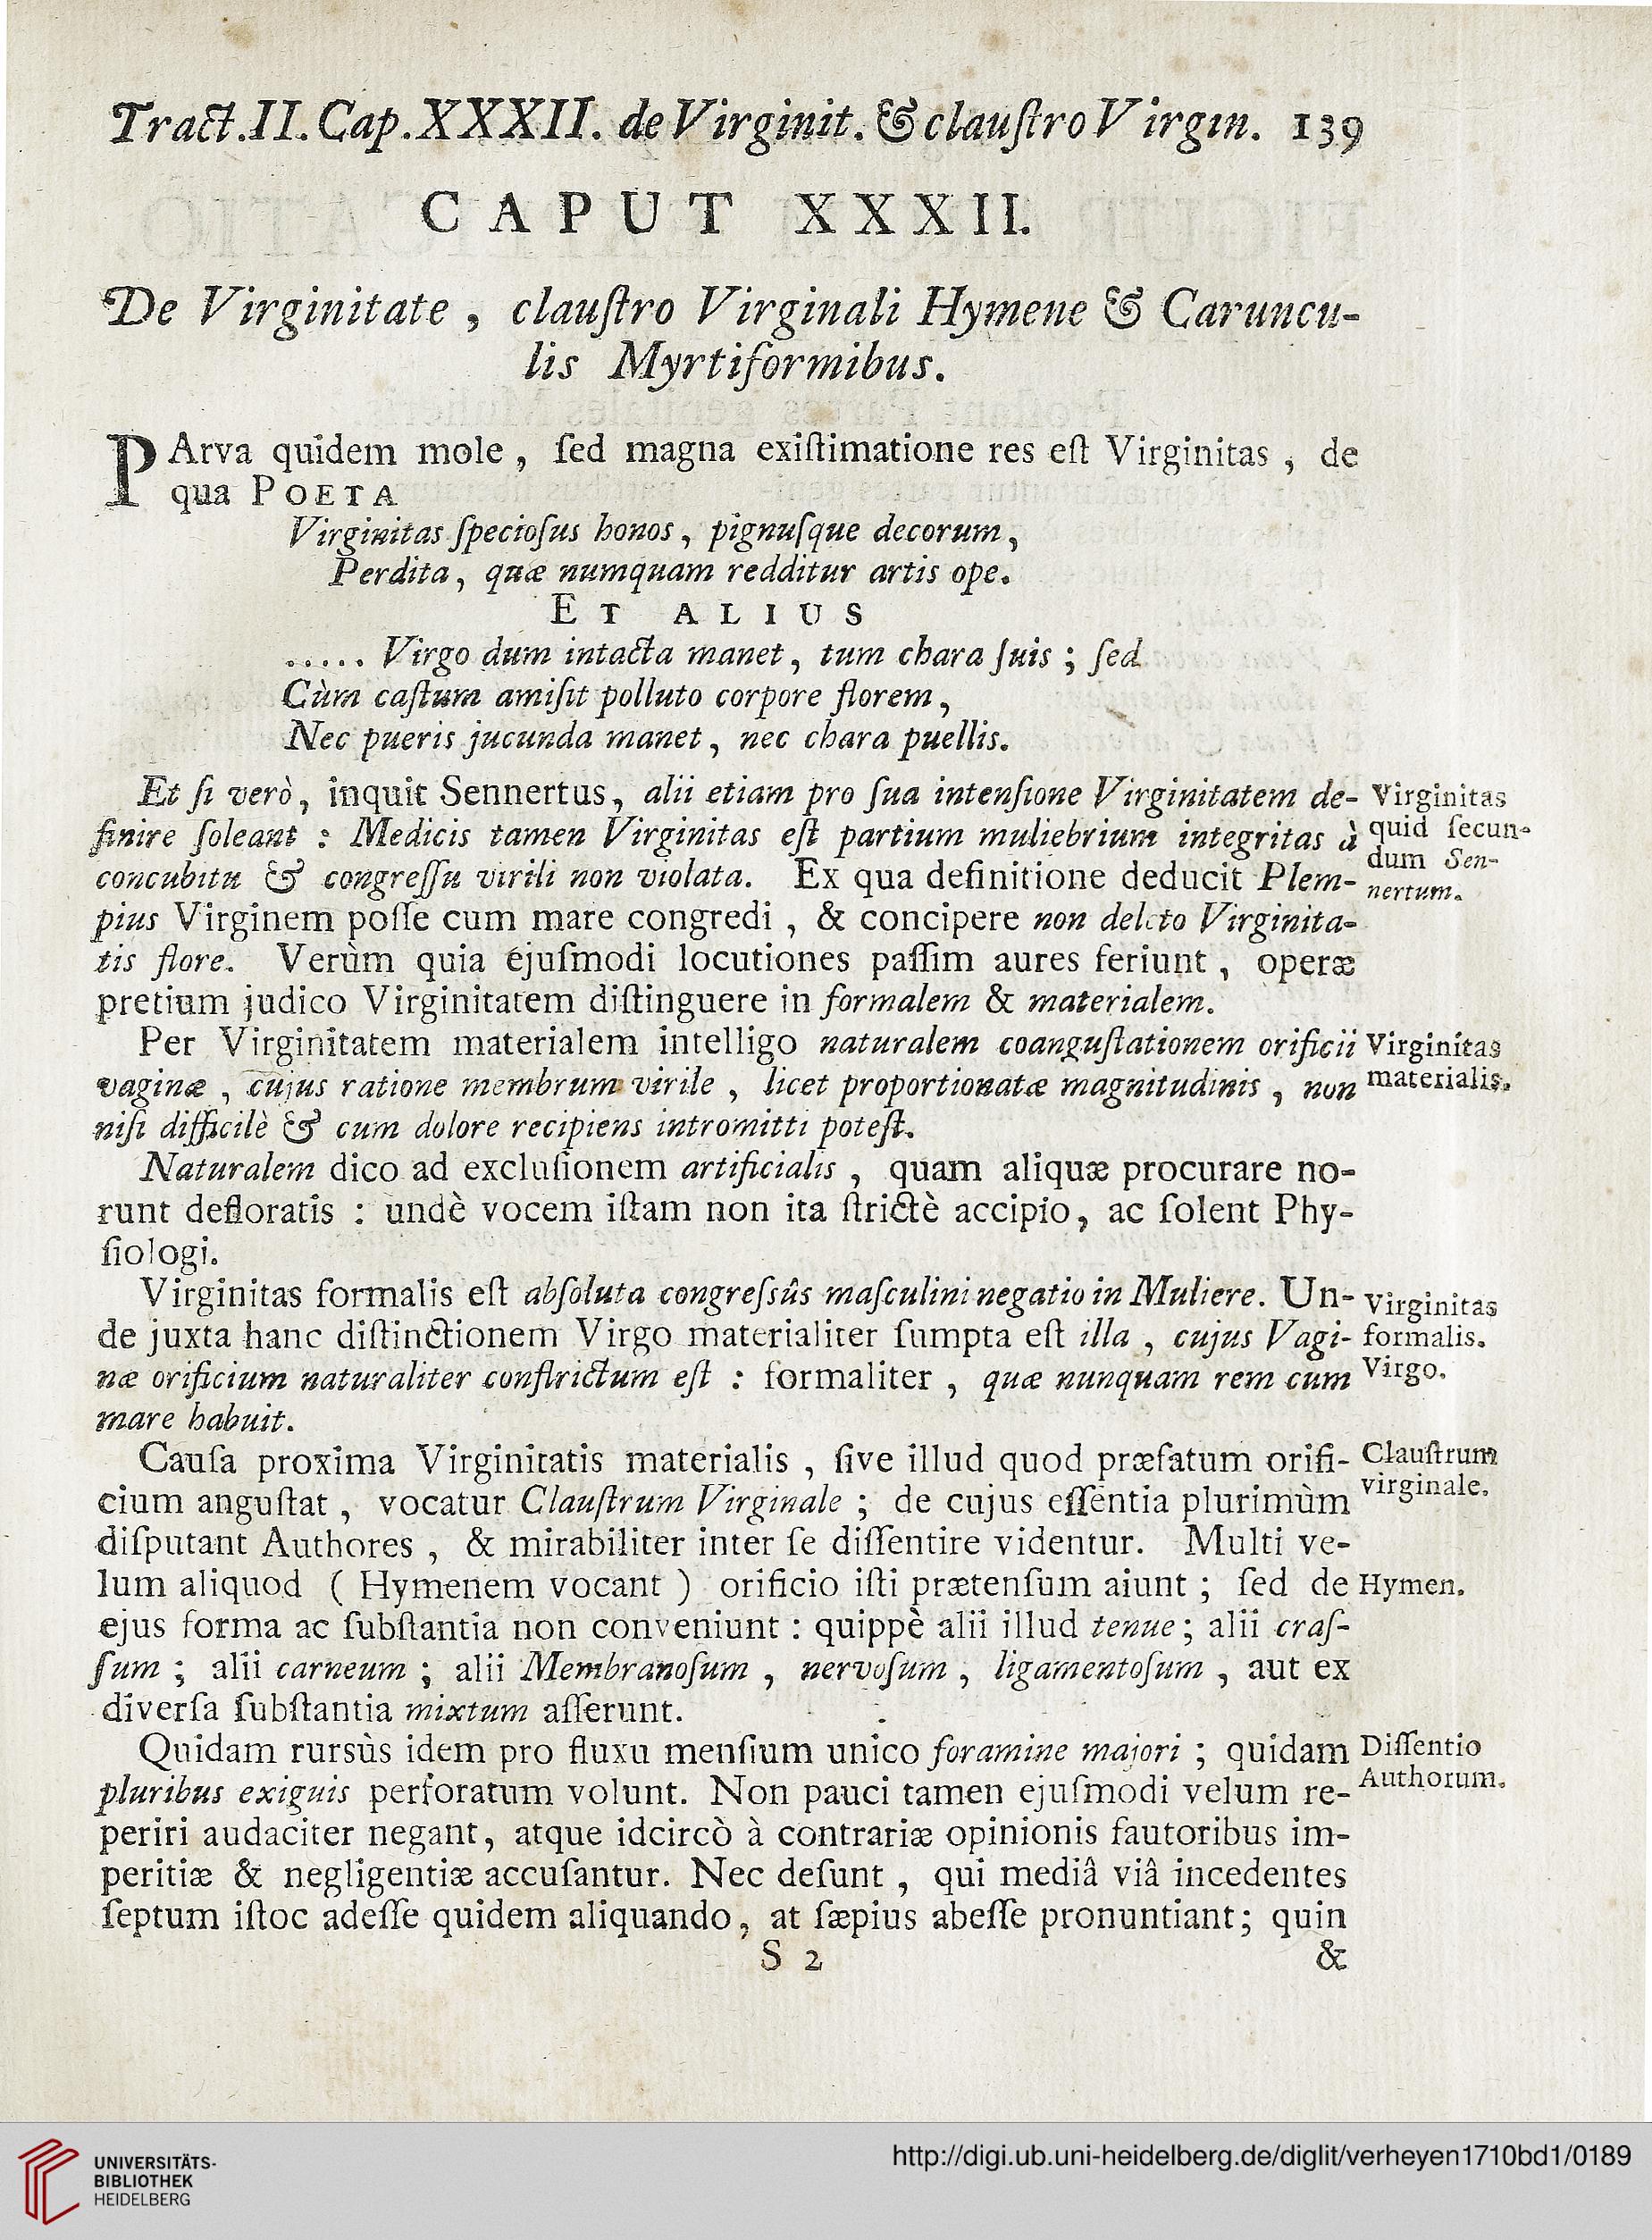 Tract.II.Cap.XXXII. de Virginit. & clauſtro Virgin. 139
CAPUT XXXII.
De Virginitate, clauſtro Virginali Hymene & Caruncu-
lis Myrtiformibus.
PArva quidem mole, ſed magna exiſtimatione res eſt Virginitas, de
qua POETA
Virginitas ſpecioſus honos, pignuſque decorum,
Perdita, quæ numquam redditur artis ope.
ET ALIUS
..... Virgo dum intacta manet, tum chara ſuis; ſed
Cùm caſtum amiſit polluto corpore florem,
Nec pueris jucunda manet, nec chara puellis.
Et ſi verò, inquit Sennertus, alii etiam pro ſua intenſione Virginitatem de-
finire ſoleant : Medicis tamen Virginitas eſt partium muliebrium integritas à
concubitu & congreſſu virili non violata. Ex qua definitione deducit Plem-
pius Virginem poſſe cum mare congredi, & concipere non deleto Virginita-
tis flore. Verùm quia ejuſmodi locutiones paſſim aures feriunt, operæ
pretium judico Virginitatem diſtinguere in formalem & materialem.
Virginitas
quid ſecun-
dum Sen-
nertum.
Per Virginitatem materialem intelligo naturalem coanguſtationem orificii
vaginæ, cujus ratione membrum virile, licet proportionatæ magnitudinis, non
niſi difficilè & cum dolore recipiens intromitti poteſt.
Virginitas
materialis.
Naturalem dico ad excluſionem artificialis, quam aliquæ procurare no-
runt defloratis : undè vocem iſtam non ita ſtrictè accipio, ac ſolent Phy-
ſiologi.
Virginitas formalis eſt abſoluta congreſsûs maſculini negatio in Muliere. Un-
de juxta hanc diſtinctionem Virgo materialiter ſumpta eſt illa, cujus Vagi-
næ orificium naturaliter conſtrictum eſt : formaliter, quæ nunquam rem cum
mare habuit.
Virginitas
formalis.
Virgo.
Cauſa proxima Virginitatis materialis, ſive illud quod præfatum orifi-
cium anguſtat, vocatur Clauſtrum Virginale; de cujus eſſentia plurimùm
diſputant Authores, & mirabiliter inter ſe diſſentire videntur. Multi ve-
lum aliquod (Hymenem vocant) orificio iſti prætenſum aiunt; ſed de
ejus forma ac ſubſtantia non conveniunt : quippè alii illud tenue; alii craſ-
ſum; alii carneum; alii Membranoſum, nervoſum, ligamentoſum, aut ex
diverſa ſubſtantia mixtum aſſerunt.
Clauſtrum
virginale.
Hymen.
Quidam rursùs idem pro fluxu menſium unico foramine majori; quidam
pluribus exiguis perforatum volunt. Non pauci tamen ejuſmodi velum re-
periri audaciter negant, atque idcircò à contrariæ opinionis fautoribus im-
peritiæ & negligentiæ accuſantur. Nec deſunt, qui mediâ viâ incedentes
ſeptum iſtoc adeſſe quidem aliquando, at ſæpius abeſſe pronuntiant; quin
Diſſentio
Authorum.
S 2 &
UNIVERSITÄTS-
BIBLIOTHEK
HEIDELBERG
http://digi.ub.uni-heidelberg.de/diglit/verheyen1710bd1/0189